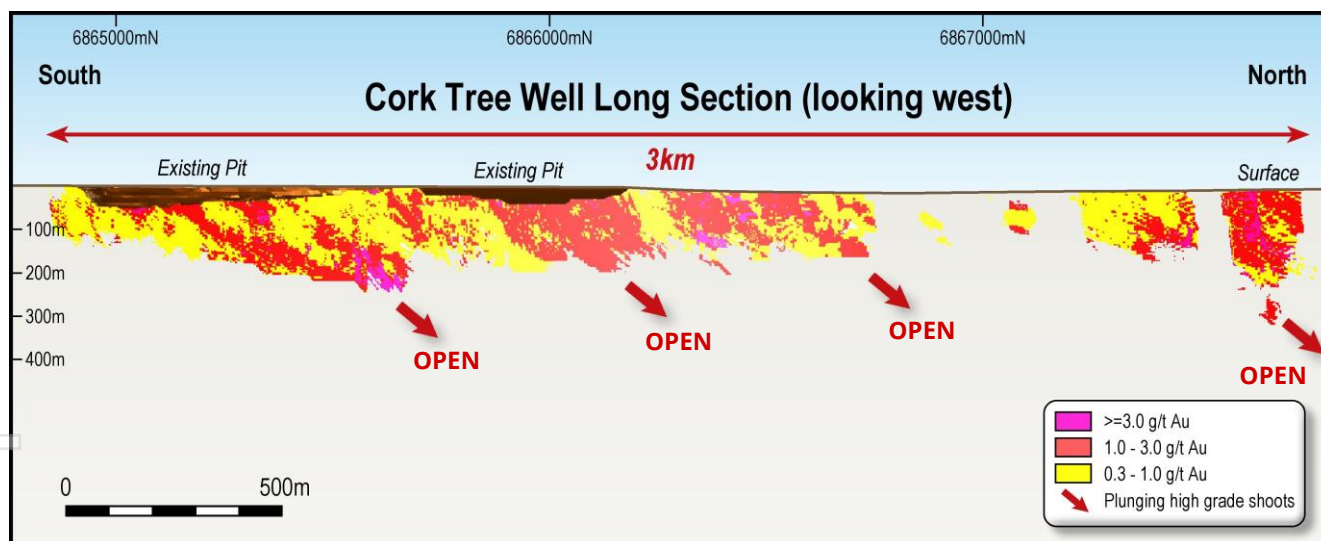 6865000mN
6866000mN
6867000mN
South
North
Cork Tree Well Long Section (looking west)
3km
Existing Pit
Existing Pit
Surface
100m
200m
300m
400m
OPEN
OPEN
OPEN
OPEN
>=3.0 g/t Au
1.0 - 3.0 g/t Au
0.3 - 1.0 g/t Au
Plunging high grade shoots
0
500m